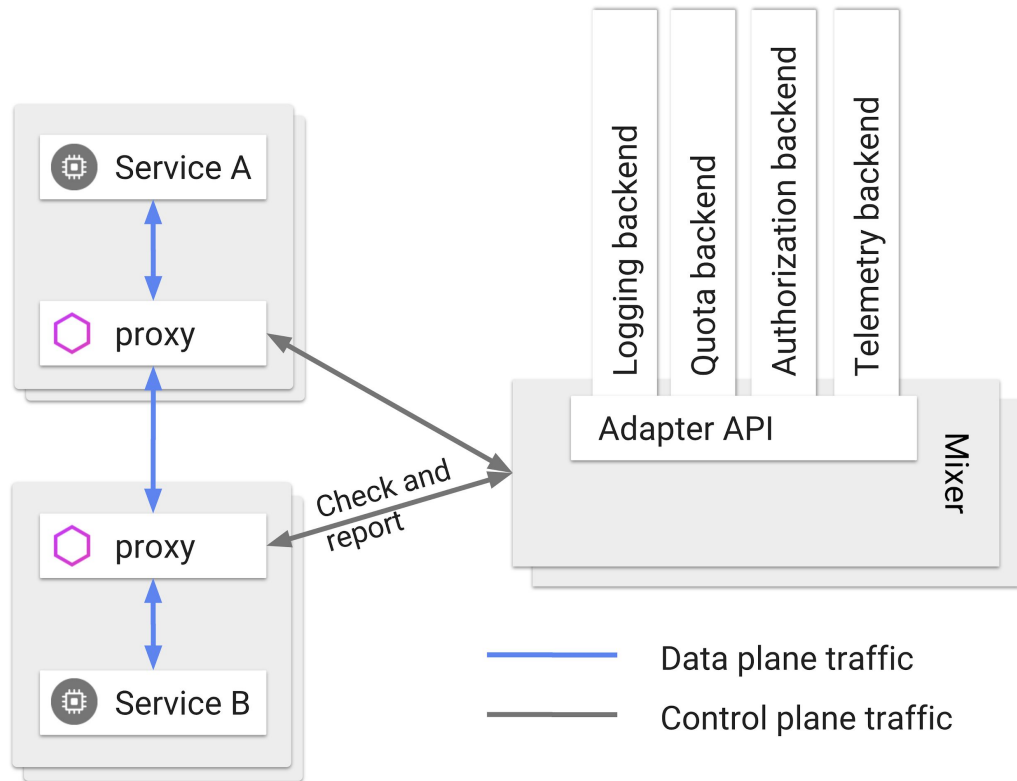 Service A
proxy
proxy
Service B
Check and
report
Logging backend
Quota backend
Authorization backend
Telemetry backend
Adapter API
Mixer
Data plane traffic
Control plane traffic